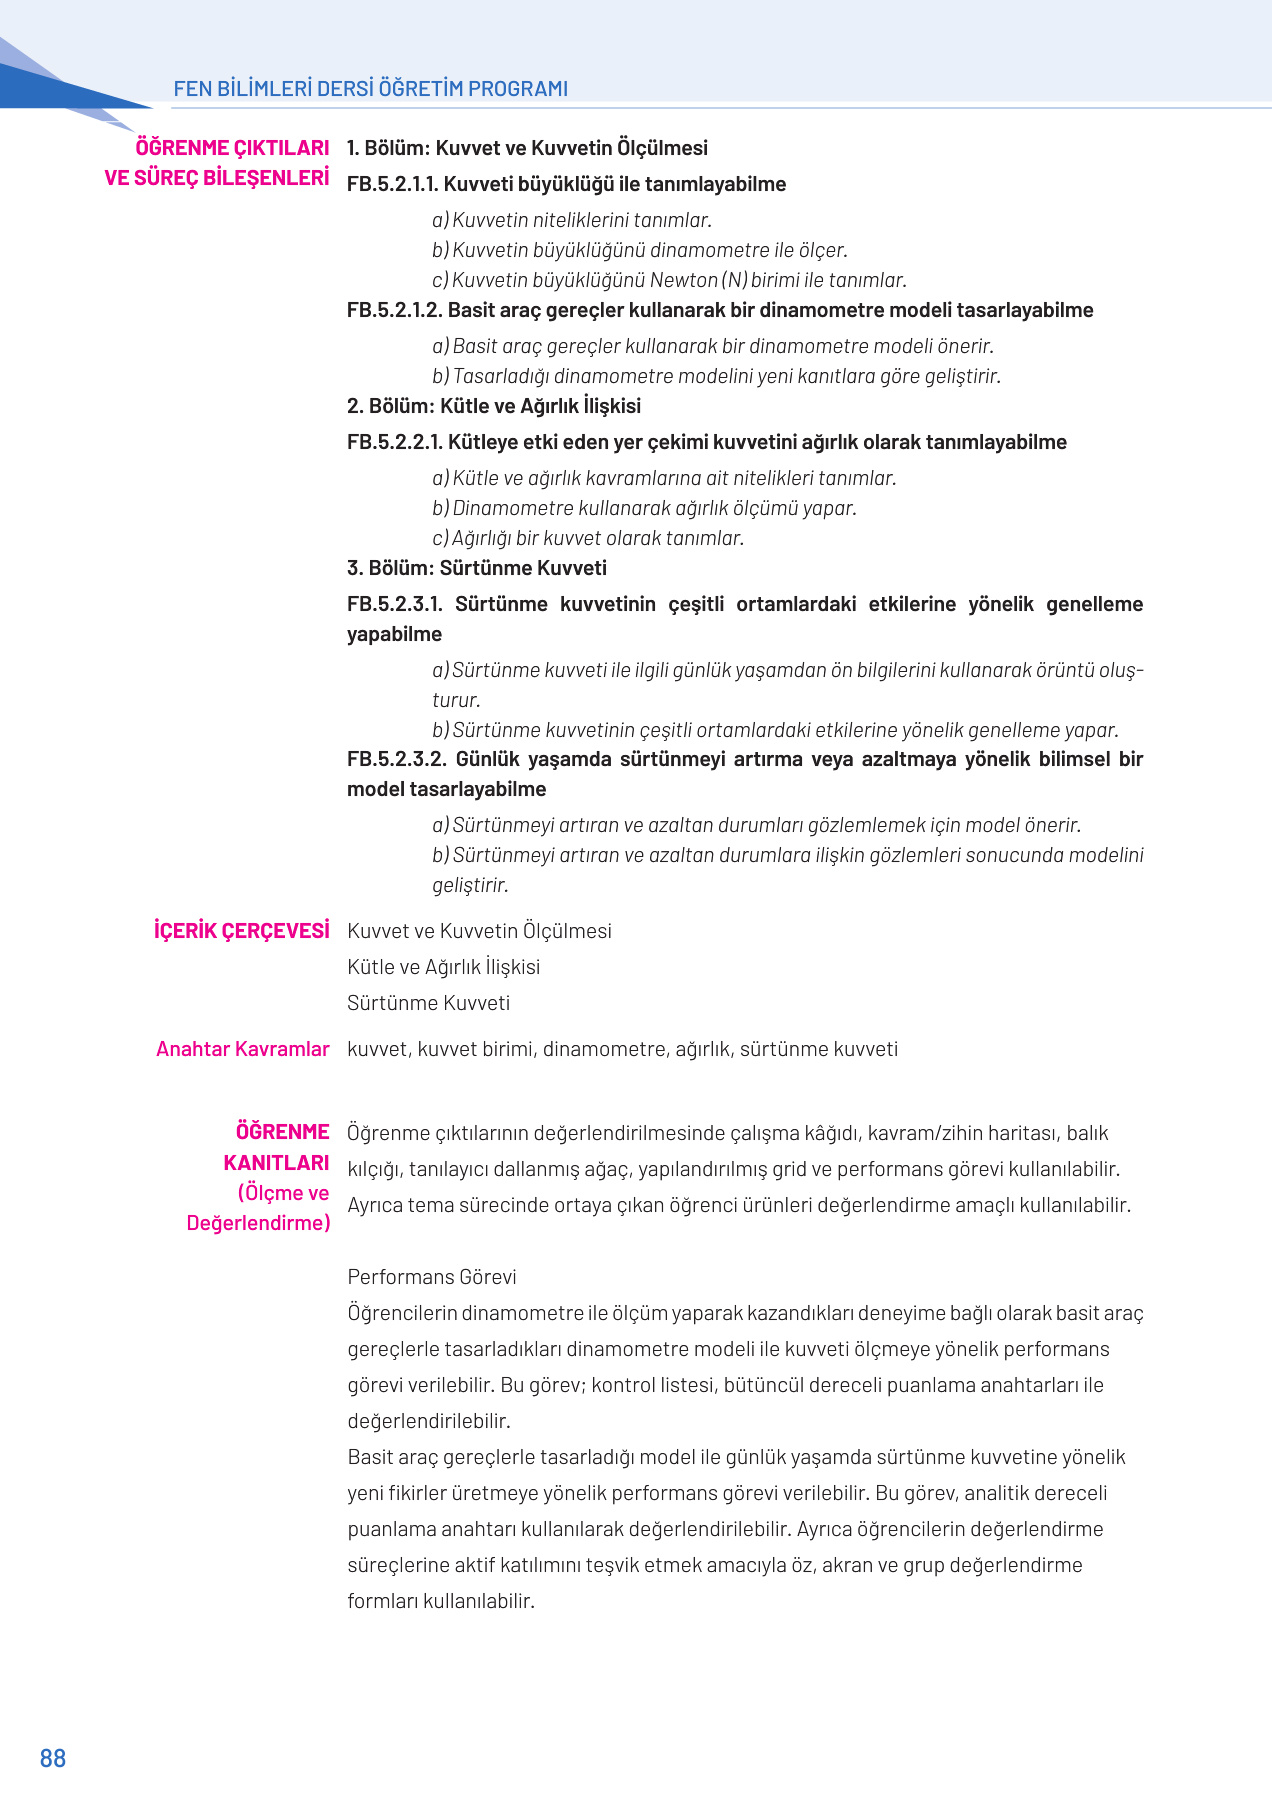 FEN BİLİMLERİ DERSİ ÖĞRETİM PROGRAMI
ÖĞRENME ÇIKTILARI
VE SÜREÇ BİLEŞENLERİ
1. Bölüm: Kuvvet ve Kuvvetin Ölçülmesi
FB.5.2.1.1. Kuvveti büyüklüğü ile tanımlayabilme
a) Kuvvetin niteliklerini tanımlar.
b) Kuvvetin büyüklüğünü dinamometre ile ölçer.
c) Kuvvetin büyüklüğünü Newton (N) birimi ile tanımlar.
FB.5.2.1.2. Basit araç gereçler kullanarak bir dinamometre modeli tasarlayabilme
a) Basit araç gereçler kullanarak bir dinamometre modeli önerir.
b) Tasarladığı dinamometre modelini yeni kanıtlara göre geliştirir.
2. Bölüm: Kütle ve Ağırlık İlişkisi
FB.5.2.2.1. Kütleye etki eden yer çekimi kuvvetini ağırlık olarak tanımlayabilme
a) Kütle ve ağırlık kavramlarına ait nitelikleri tanımlar.
b) Dinamometre kullanarak ağırlık ölçümü yapar.
c) Ağırlığı bir kuvvet olarak tanımlar.
3. Bölüm: Sürtünme Kuvveti
FB.5.2.3.1. Sürtünme kuvvetinin çeşitli ortamlardaki etkilerine yönelik genelleme
yapabilme
a) Sürtünme kuvveti ile ilgili günlük yaşamdan ön bilgilerini kullanarak örüntü oluş-
turur.
b) Sürtünme kuvvetinin çeşitli ortamlardaki etkilerine yönelik genelleme yapar.
FB.5.2.3.2. Günlük yaşamda sürtünmeyi artırma veya azaltmaya yönelik bilimsel bir
model tasarlayabilme
a) Sürtünmeyi artıran ve azaltan durumları gözlemlemek için model önerir.
b) Sürtünmeyi artıran ve azaltan durumlara ilişkin gözlemleri sonucunda modelini
geliştirir.
İÇERİK ÇERÇEVESİ
Kuvvet ve Kuvvetin Ölçülmesi
Kütle ve Ağırlık İlişkisi
Sürtünme Kuvveti
Anahtar Kavramlar
kuvvet, kuvvet birimi, dinamometre, ağırlık, sürtünme kuvveti
ÖĞRENME
KANITLARI
(Ölçme ve
Değerlendirme)
Öğrenme çıktılarının değerlendirilmesinde çalışma kâğıdı, kavram/zihin haritası, balık
kılçığı, tanılayıcı dallanmış ağaç, yapılandırılmış grid ve performans görevi kullanılabilir.
Ayrıca tema sürecinde ortaya çıkan öğrenci ürünleri değerlendirme amaçlı kullanılabilir.
Performans Görevi
Öğrencilerin dinamometre ile ölçüm yaparak kazandıkları deneyime bağlı olarak basit araç
gereçlerle tasarladıkları dinamometre modeli ile kuvveti ölçmeye yönelik performans
görevi verilebilir. Bu görev; kontrol listesi, bütüncül dereceli puanlama anahtarları ile
değerlendirilebilir.
Basit araç gereçlerle tasarladığı model ile günlük yaşamda sürtünme kuvvetine yönelik
yeni fikirler üretmeye yönelik performans görevi verilebilir. Bu görev, analitik dereceli
puanlama anahtarı kullanılarak değerlendirilebilir. Ayrıca öğrencilerin değerlendirme
süreçlerine aktif katılımını teşvik etmek amacıyla öz, akran ve grup değerlendirme
formları kullanılabilir.
88